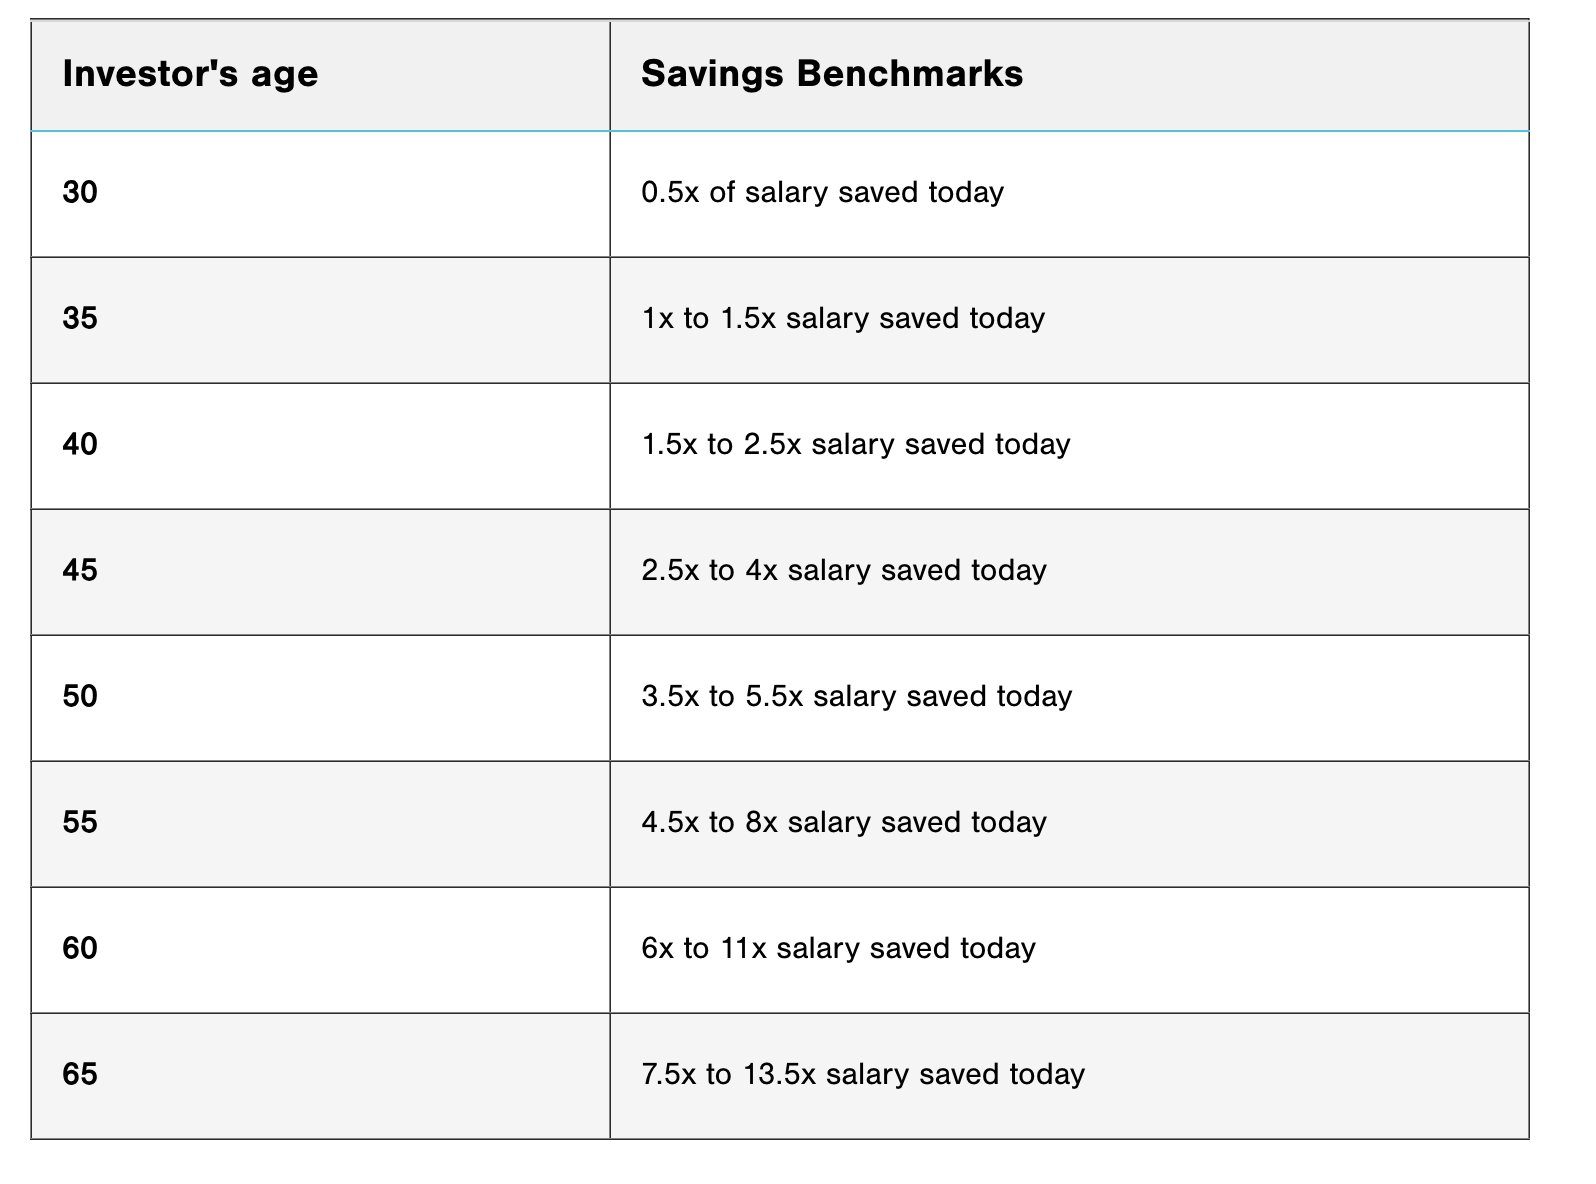 Investor's age Savings Benchmarks
30 0.5x of salary saved today
35 1x to 1.5x salary saved today
40 1.5x to 2.5x salary saved today
45 2.5x to 4x salary saved today
50 3.5x to 5.5x salary saved today
55 4.5x to 8x salary saved today
60 6x to 11x salary saved today
65 7.5x to 13.5x salary saved today